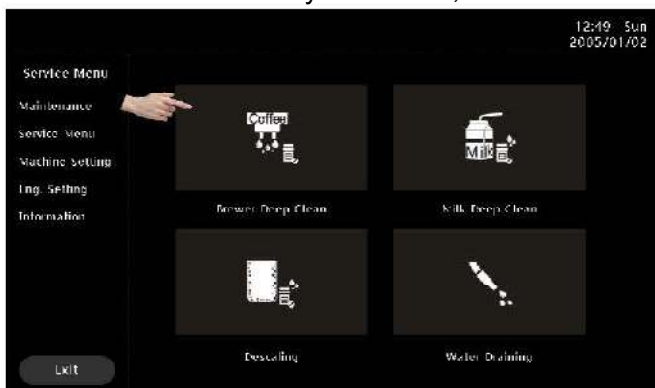 12:49 Sun
2005/01/02
Service Menu
Maintenance
Service Menu
Machine Setting
Eng. Setting
Information
Coffee
Milk
Brewer Deep Clean
Milk Deep Clean
Descaling
Water Draining
Exit